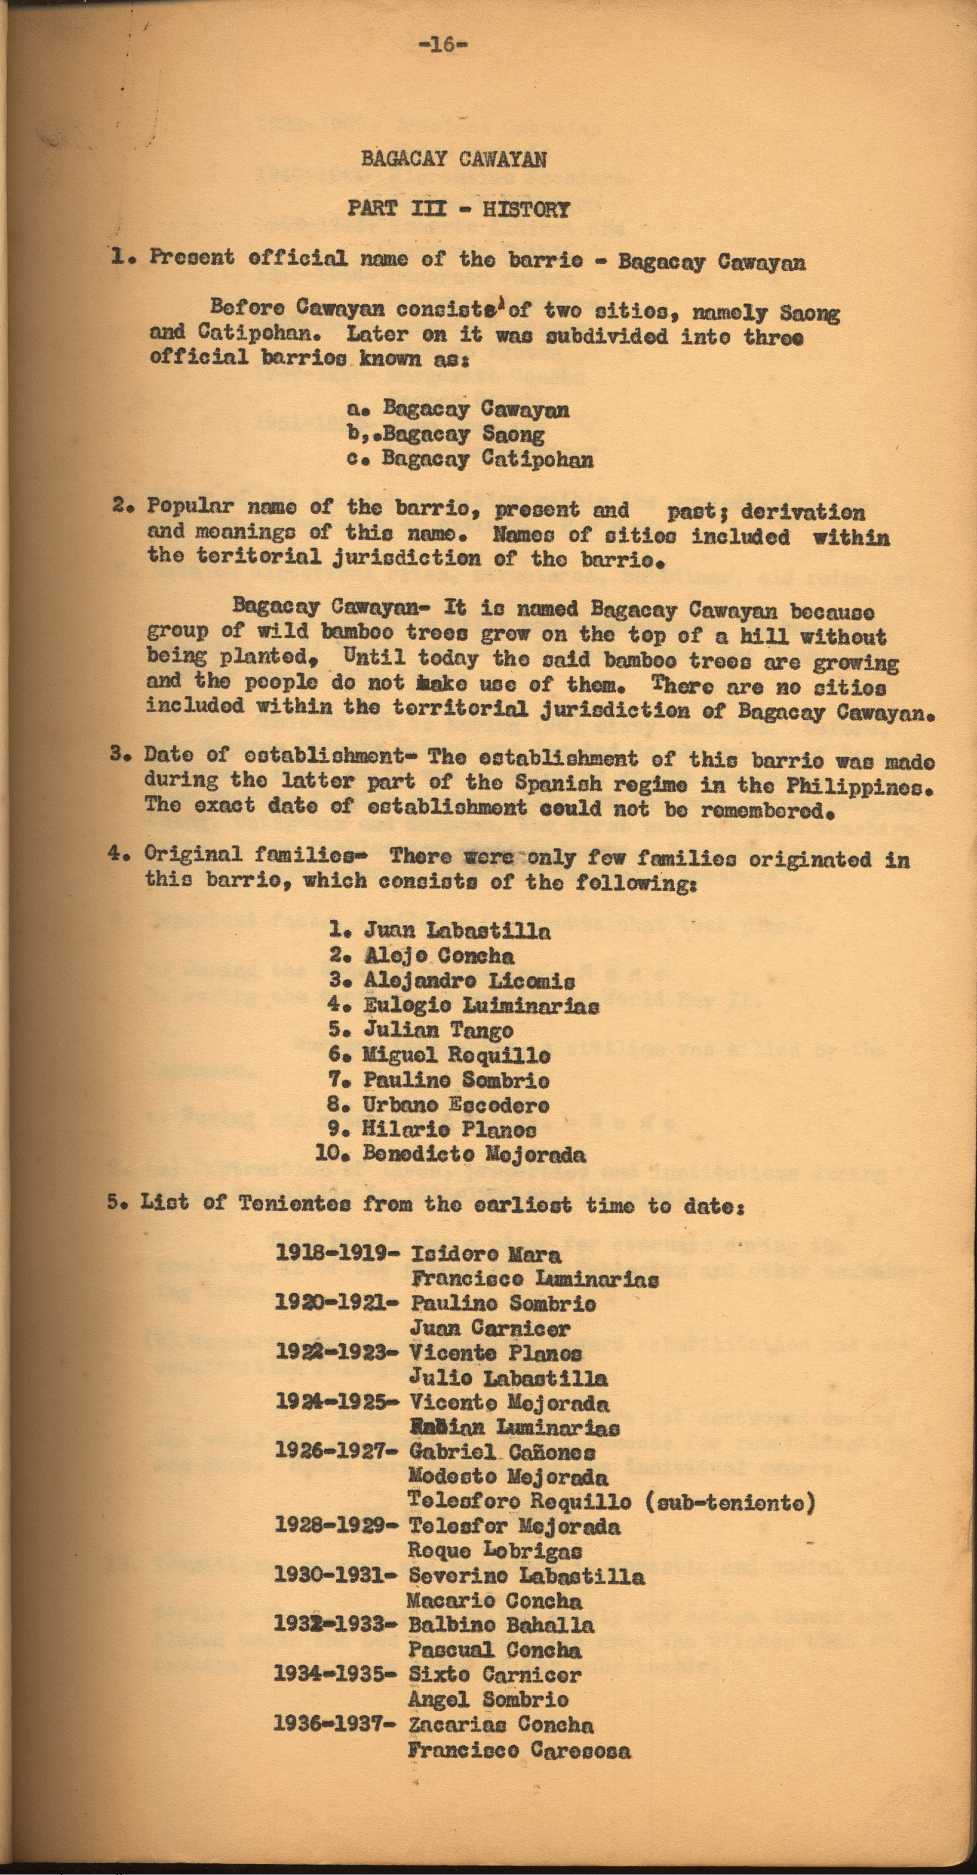 -16-
BAGACAY CAWAYAN
PART III - HISTORY
1. Present official name of the barrio - Bagacay Cawayan
Before Cawayan consists of two sitios, namely Saong
and Catipohan. Later on it was subdivided into three
official barrios known as:
a. Bagacay Cawayan
b,.Bagacay Saong
c. Bagacay Catipohan
2. Popular name of the barrio, present and past; derivation
and meanings of this name. Names of sitios included within
the teritorial jurisdiction of the barrio.
Bagacay Cawayan- It is named Bagacay Cawayan because
group of wild bamboo trees grow on the top of a hill without
being planted, Until today the said bamboo trees are growing
and the people do not make use of them. There are no sitios
included within the territorial jurisdiction of Bagacay Cawayan.
3. Date of establishment- The establishment of this barrio was made
during the latter part of the Spanish regime in the Philippines.
The exact date of establishment could not be remembered.
4. Original families- There were only few families originated in
this barrio, which consists of the following:
1. Juan Labastilla
2. Alejo Concha
3. Alejandro Licomis
4. Eulogio Luiminarias
5. Julian Tango
6. Miguel Requillo
7. Paulino Sombrio
8. Urbano Escodero
9. Hilario Planos
10. Benedicto Mejorada
5. List of Tenientes from the earliest time to date:
1918-1919- Isidoro Mara
Francisco Luminarias
1920-1921- Paulino Sombrio
Juan Carnicer
1922-1923- Vicente Planos
Julio Labastilla
1924-1925- Vicente Mejorada
Luminarias
1926-1927- Gabriel Cañones
Modesto Mejorada
Telesforo Requillo (sub-teniente)
1928-1929- Telesfor Mejorada
Roque Lobrigas
1930-1931- Severino Labastilla
Macario Concha
1932-1933- Balbino Bahalla
Pascual Concha
1934-1935- Sixto Carnicer
Angel Sombrio
1936-1937- Zacarias Concha
Francisco Caresosa